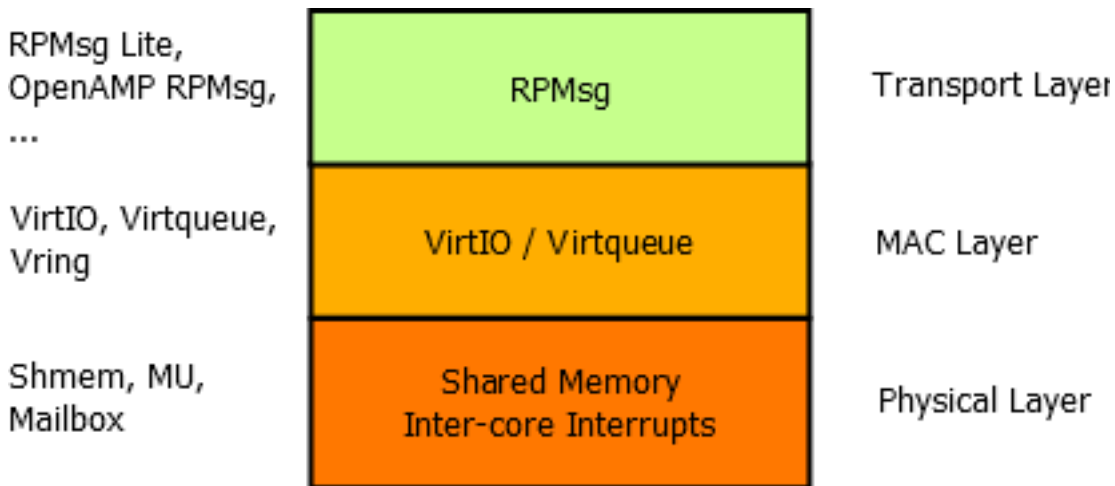 RPMsg Lite,
OpenAMP RPMsg,
...
RPMsg
Transport Layer
VirtIO, Virtqueue,
Vring
VirtIO / Virtqueue
MAC Layer
Shmem, MU,
Mailbox
Shared Memory
Inter-core Interrupts
Physical Layer